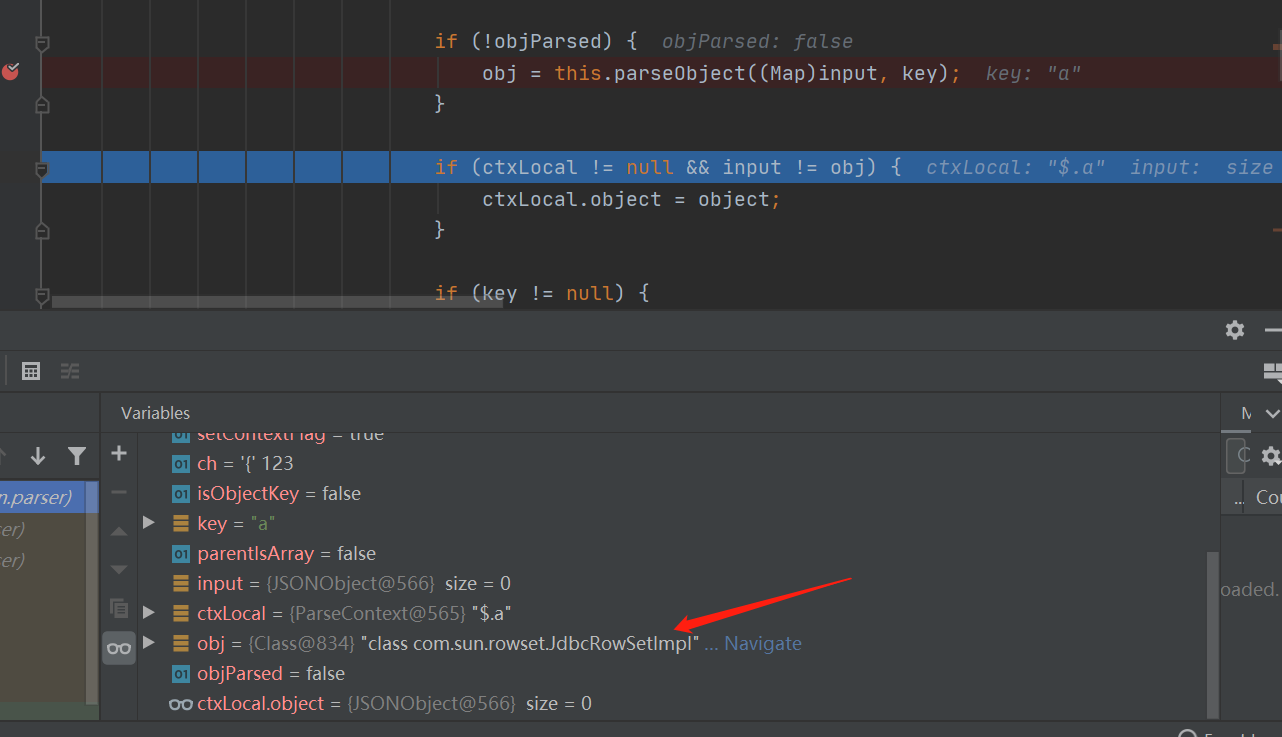 if (!objParsed) {  objParsed: false
obj = this.parseObject((Map)input, key);  key: "a"
}
if (ctxLocal != null && input != obj) {  ctxLocal: "$.a"  input:  size
ctxLocal.object = object;
}
if (key != null) {
Variables
setContextFlag = true
ch = '{' 123
isObjectKey = false
key = "a"
parentIsArray = false
input = {JSONObject@566}  size = 0
ctxLocal = {ParseContext@565} "$.a"
obj = {Class@834} "class com.sun.rowset.JdbcRowSetImpl" ... Navigate
objParsed = false
ctxLocal.object = {JSONObject@566}  size = 0
n.parser)
ser)
ser)
... Cou
oaded.